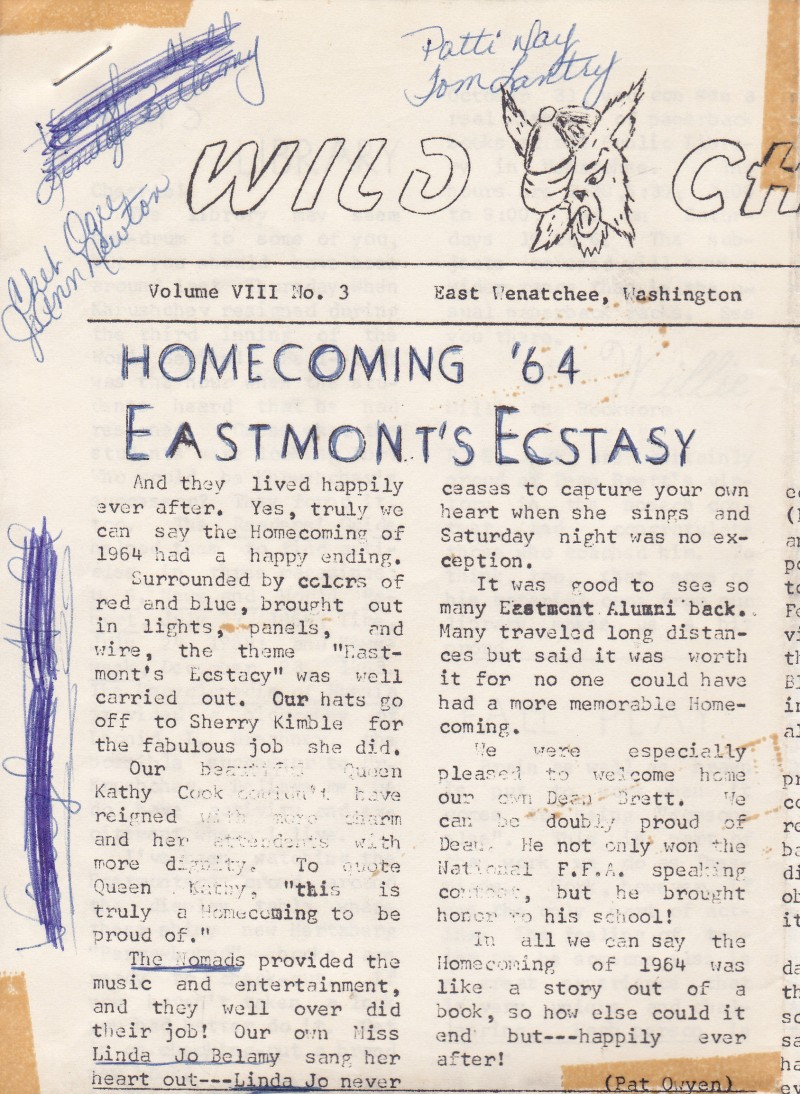 Patti Day
Tom Lantry
WILD CH
Newton
Volume VIII No. 3 East Wenatchee, Washington
HOMECOMING '64
EASTMONT'S ECSTASY
And they lived happily
ever after. Yes, truly we
can say the Homecoming of
1964 had a happy ending.
Surrounded by colors of
red and blue, brought out
in lights, panels, and
wire, the theme "East-
mont's Ecstacy" was well
carried out. Our hats go
off to Sherry Kimble for
the fabulous job she did.
Our beautiful Queen
Kathy Cook couldn't have
reigned with more charm
and her attendents with
more dignity. To quote
Queen Kathy, "this is
truly a Homecoming to be
proud of."
The Nomads provided the
music and entertainment,
and they well over did
their job! Our own Miss
Linda Jo Belamy sang her
heart out---Linda Jo never
ceases to capture your own
heart when she sings and
Saturday night was no ex-
ception.
It was good to see so
many Eastmont Alumni back.
Many traveled long distan-
ces but said it was worth
it for no one could have
had a more memorable Home-
coming.
We were especially
pleased to welcome home
our own Dean Brett. We
can be doubly proud of
Dean. He not only won the
National F.F.A. speaking
contest, but he brought
honor to his school!
In all we can say the
Homecoming of 1964 was
like a story out of a
book, so how else could it
end but---happily ever
after!
(Pat Owyen)